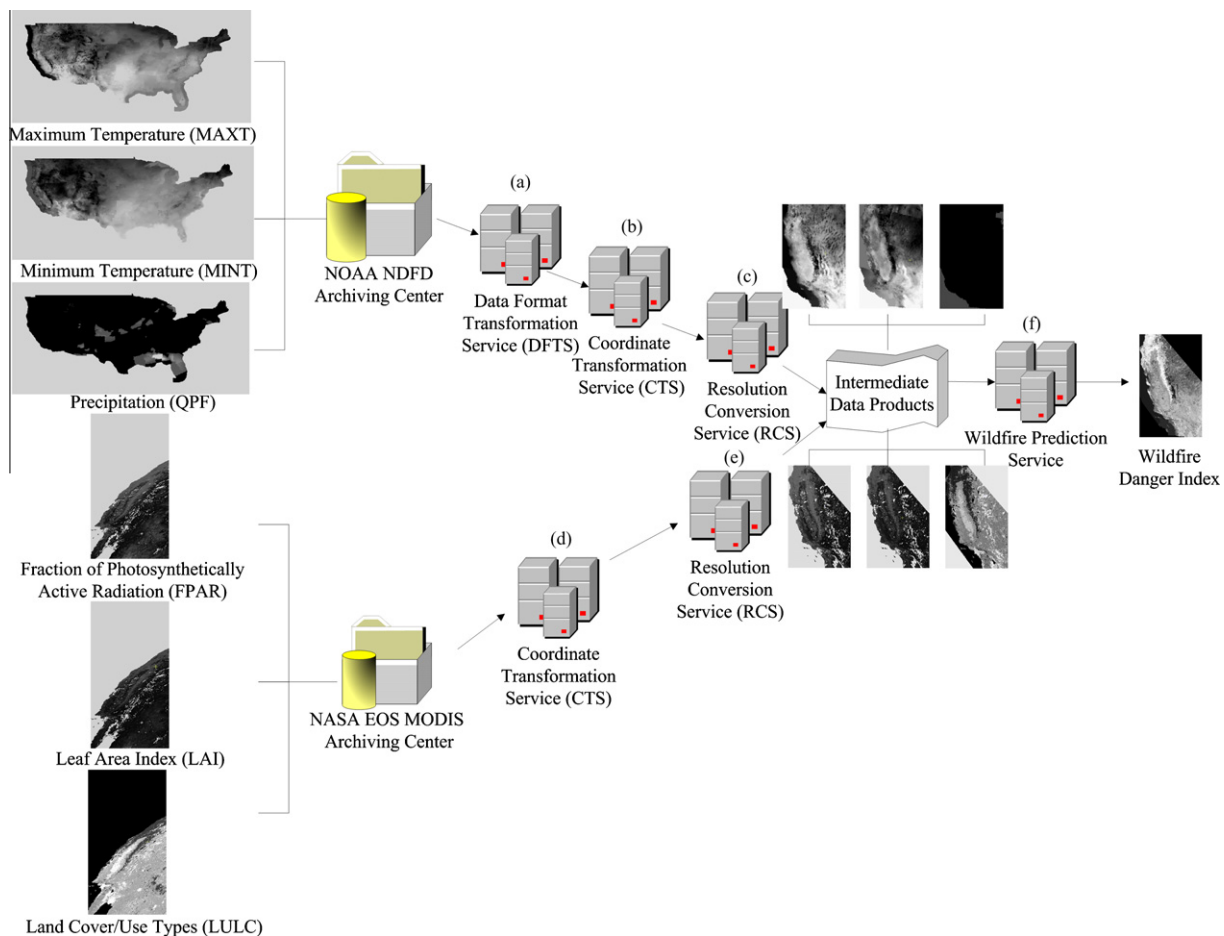 Maximum Temperature (MAXT)
Minimum Temperature (MINT)
Precipitation (QPF)
Fraction of Photosynthetically
Active Radiation (FPAR)
Leaf Area Index (LAI)
Land Cover/Use Types (LULC)
NOAA NDFD
Archiving Center
NASA EOS MODIS
Archiving Center
(a)
Data Format
Transformation
Service (DFTS)
(b)
Coordinate
Transformation
Service (CTS)
(c)
Resolution
Conversion
Service (RCS)
(d)
Coordinate
Transformation
Service (CTS)
(e)
Resolution
Conversion
Service (RCS)
Intermediate
Data Products
(f)
Wildfire Prediction
Service
Wildfire
Danger Index